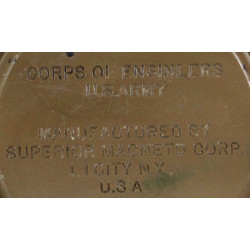 CORPS OF ENGINEERS
U.S.ARMY
MANUFACTURED BY
SUPERIOR MAGNETO CORP.
L.I.CITY N.Y.
U.S.A